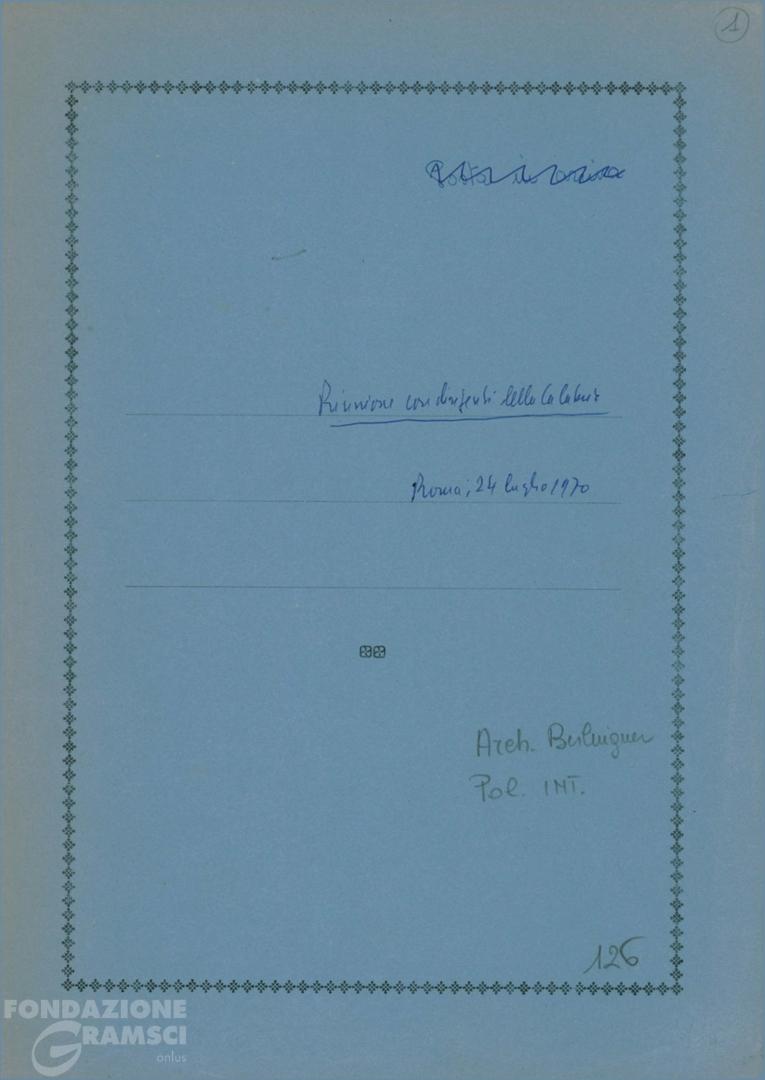 1
Riunione con dirigenti della Calabria
Roma, 24 luglio 1970
Arch. Berlinguer
Pol. INT.
126
FONDAZIONE
GRAMSCI
onlus